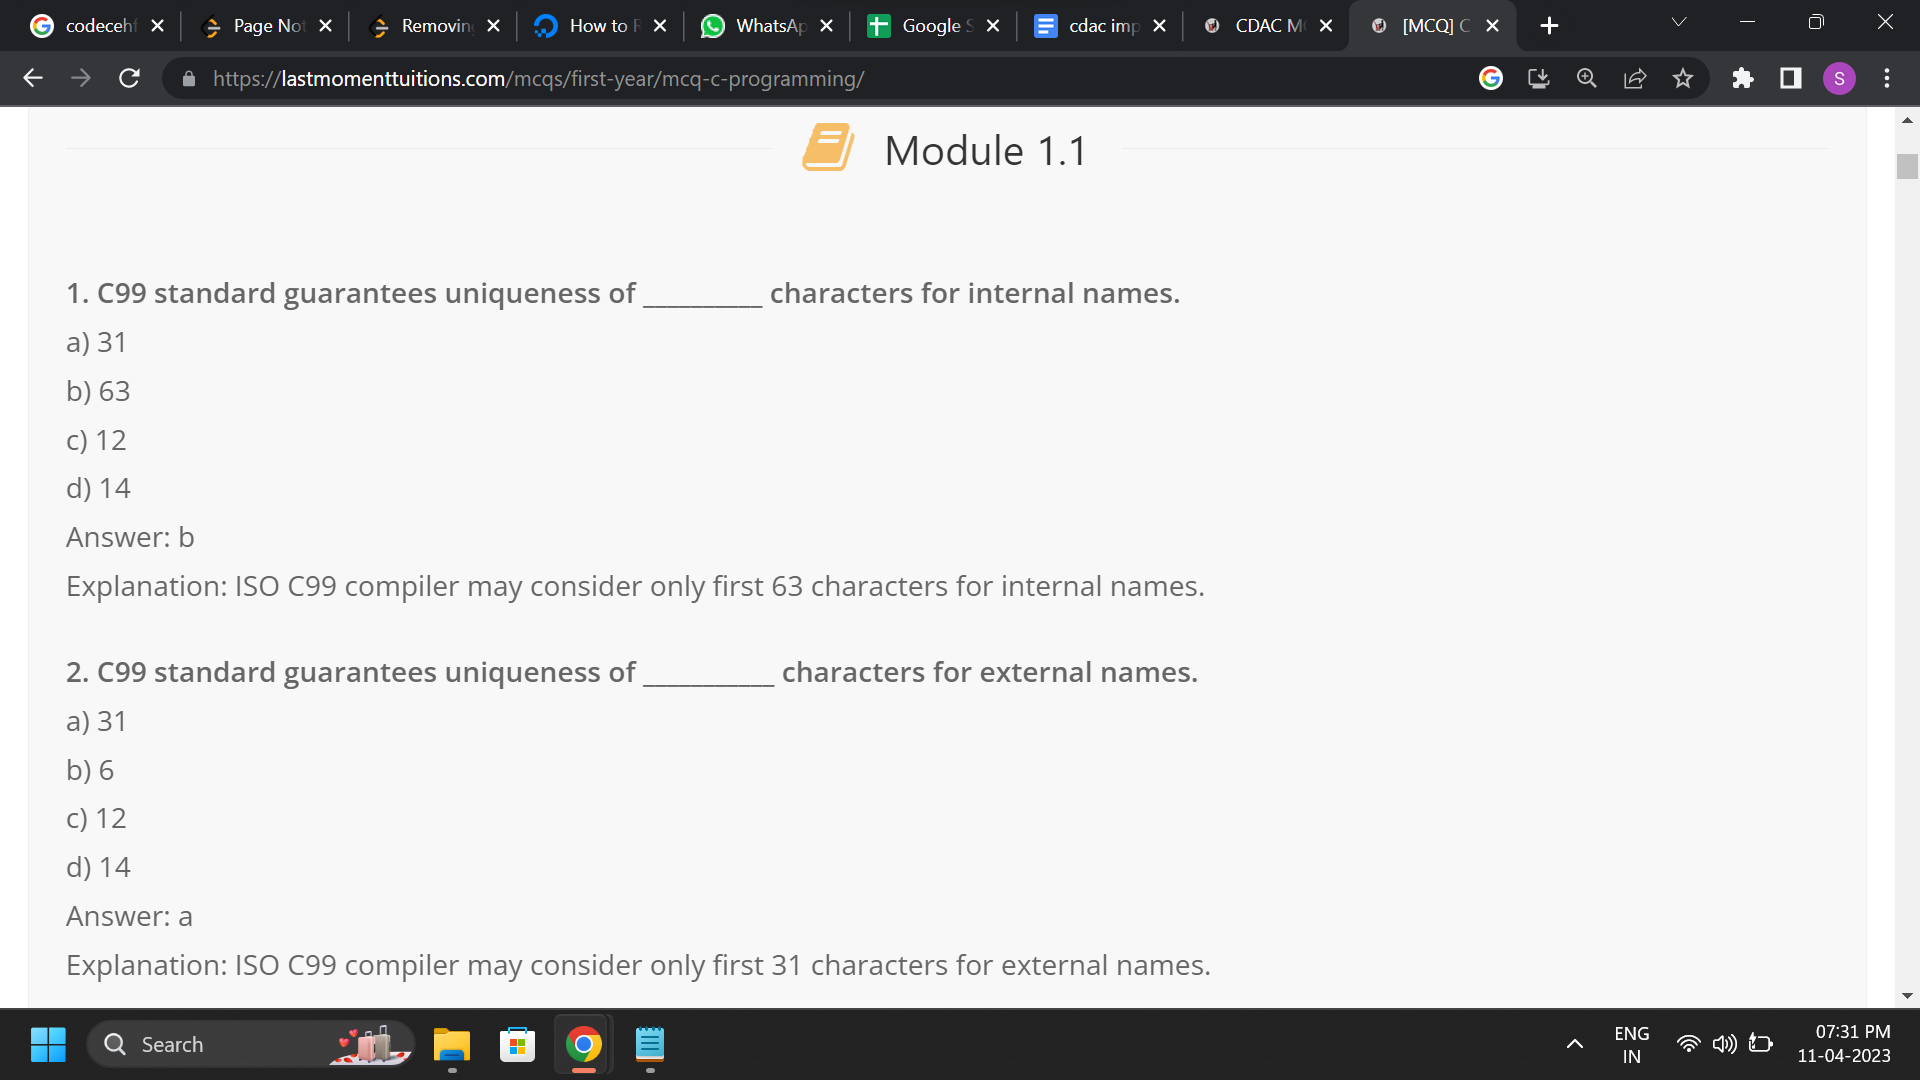 codecehf
Page Not
Removing
How to R
WhatsAp
Google S
cdac imp
CDAC M
[MCQ] C
https://lastmomenttuitions.com/mcqs/first-year/mcq-c-programming/
S
Module 1.1
1. C99 standard guarantees uniqueness of __________ characters for internal names.
a) 31
b) 63
c) 12
d) 14
Answer: b
Explanation: ISO C99 compiler may consider only first 63 characters for internal names.
2. C99 standard guarantees uniqueness of ___________ characters for external names.
a) 31
b) 6
c) 12
d) 14
Answer: a
Explanation: ISO C99 compiler may consider only first 31 characters for external names.
Search
ENG
IN
07:31 PM
11-04-2023